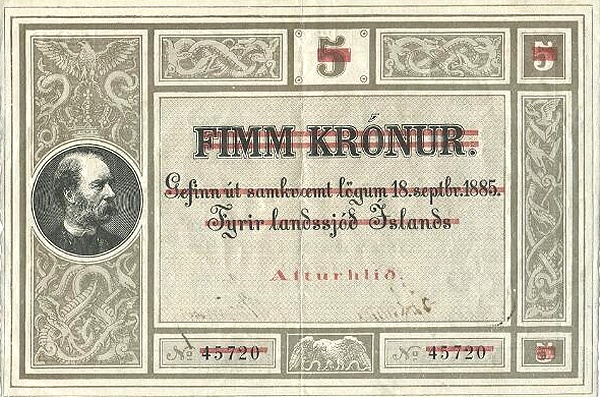 5
5
FIMM KRÓNUR.
Gefinn út samkvæmt lögum 18. septbr. 1885.
Fyrir landssjóð Íslands
Afturhlið.
No 45720
No 45720
5